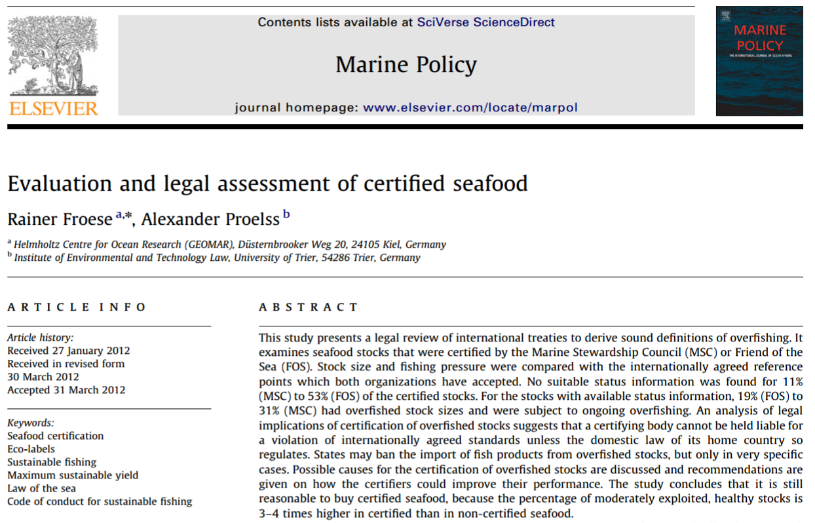 Contents lists available at SciVerse ScienceDirect
Marine Policy
journal homepage: www.elsevier.com/locate/marpol
ELSEVIER
MARINE
POLICY
Evaluation and legal assessment of certified seafood
Rainer Froese a,*, Alexander Proelss b
a Helmholtz Centre for Ocean Research (GEOMAR), Düsternbrooker Weg 20, 24105 Kiel, Germany
b Institute of Environmental and Technology Law, University of Trier, 54286 Trier, Germany
ARTICLE INFO
Article history:
Received 27 January 2012
Received in revised form
30 March 2012
Accepted 31 March 2012
Keywords:
Seafood certification
Eco-labels
Sustainable fishing
Maximum sustainable yield
Law of the sea
Code of conduct for sustainable fishing
ABSTRACT
This study presents a legal review of international treaties to derive sound definitions of overfishing. It
examines seafood stocks that were certified by the Marine Stewardship Council (MSC) or Friend of the
Sea (FOS). Stock size and fishing pressure were compared with the internationally agreed reference
points which both organizations have accepted. No suitable status information was found for 11%
(MSC) to 53% (FOS) of the certified stocks. For the stocks with available status information, 19% (FOS) to
31% (MSC) had overfished stock sizes and were subject to ongoing overfishing. An analysis of legal
implications of certification of overfished stocks suggests that a certifying body cannot be held liable for
a violation of internationally agreed standards unless the domestic law of its home country so
regulates. States may ban the import of fish products from overfished stocks, but only in very specific
cases. Possible causes for the certification of overfished stocks are discussed and recommendations are
given on how the certifiers could improve their performance. The study concludes that it is still
reasonable to buy certified seafood, because the percentage of moderately exploited, healthy stocks is
3–4 times higher in certified than in non-certified seafood.